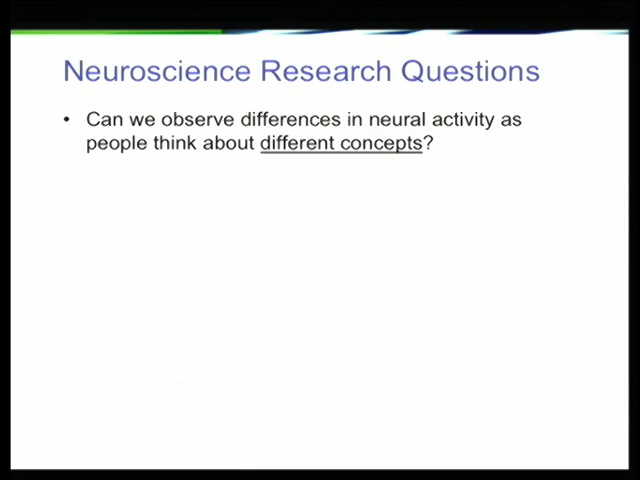 Neuroscience Research Questions
• Can we observe differences in neural activity as
people think about different concepts?